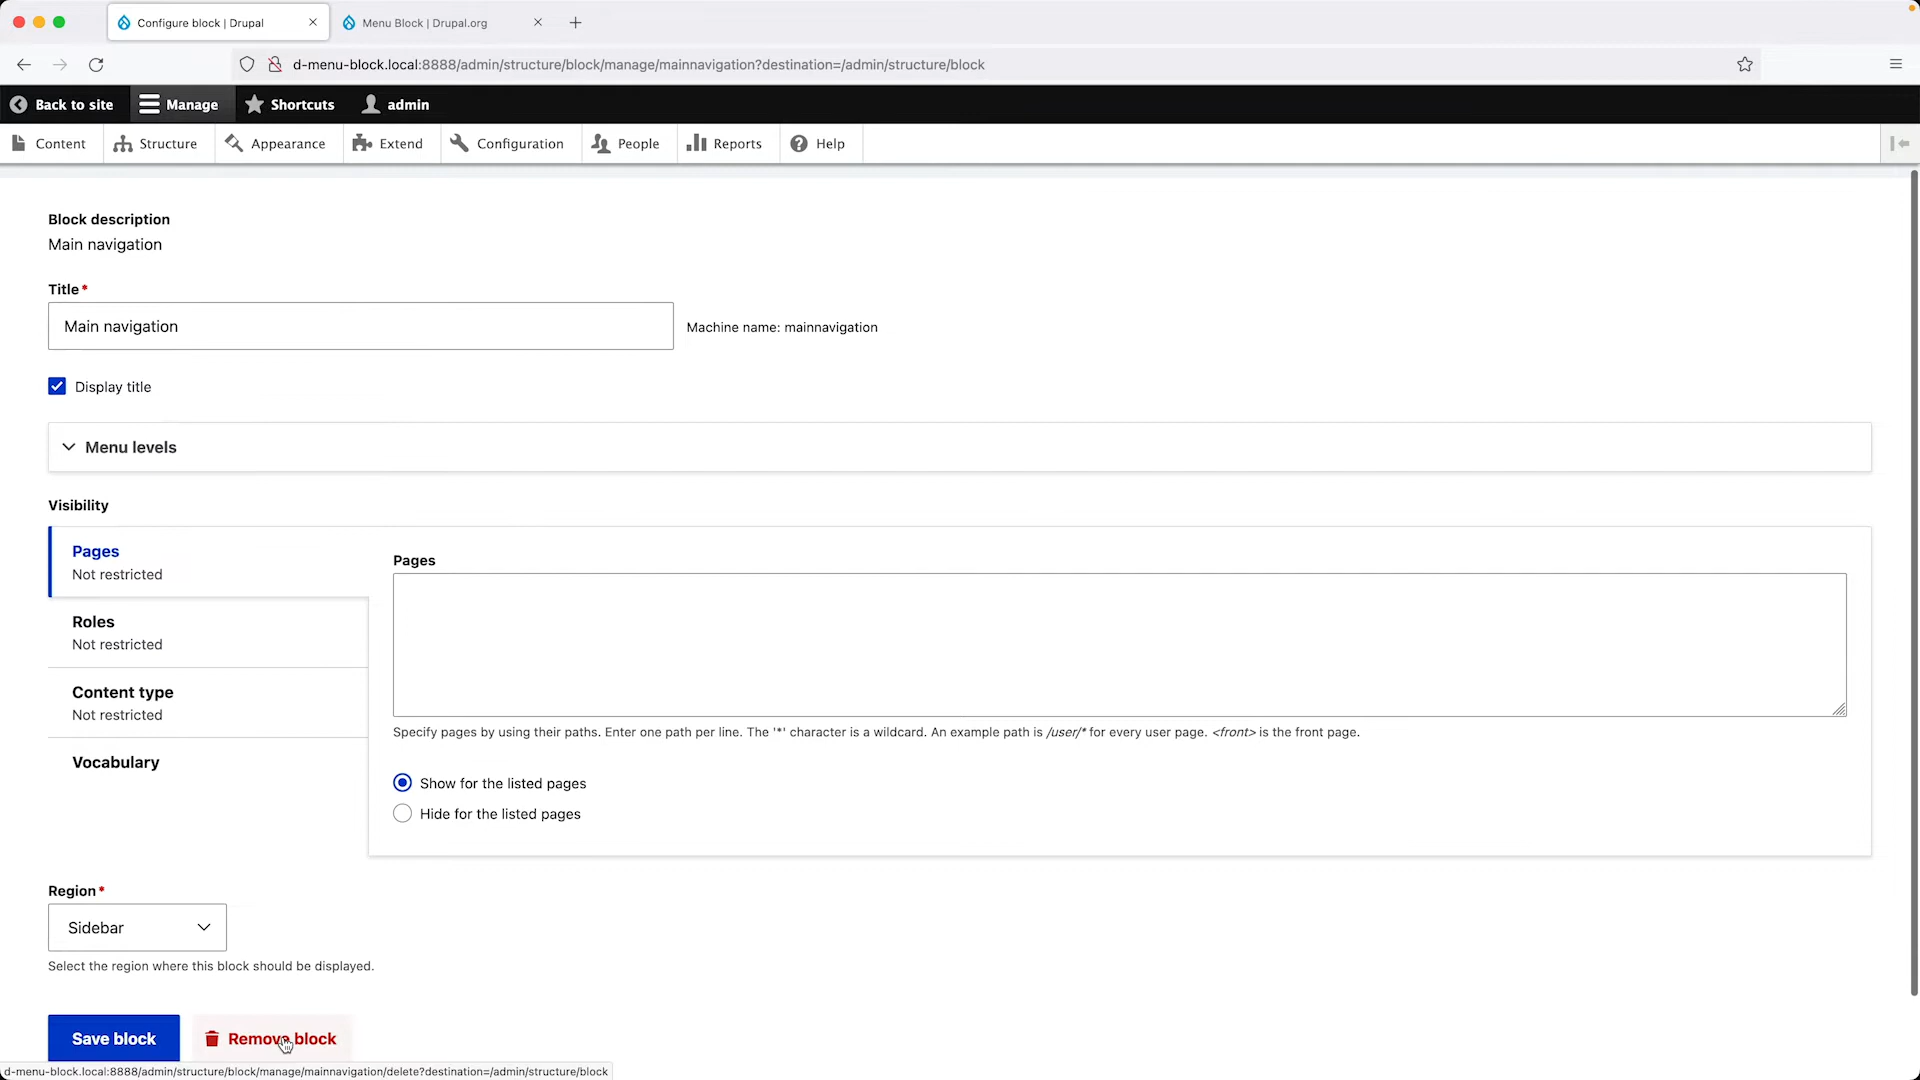 Configure block | Drupal
Menu Block | Drupal.org
d-menu-block.local:8888/admin/structure/block/manage/mainnavigation?destination=/admin/structure/block
Back to site
Manage
Shortcuts
admin
Content
Structure
Appearance
Extend
Configuration
People
Reports
Help
Block description
Main navigation
Title*
Main navigation
Machine name: mainnavigation
Display title
Menu levels
Visibility
Pages
Not restricted
Roles
Not restricted
Content type
Not restricted
Vocabulary
Pages
Specify pages by using their paths. Enter one path per line. The '*' character is a wildcard. An example path is /user/* for every user page. <front> is the front page.
Show for the listed pages
Hide for the listed pages
Region*
Sidebar
Select the region where this block should be displayed.
Save block
Remove block
d-menu-block.local:8888/admin/structure/block/manage/mainnavigation/delete?destination=/admin/structure/block